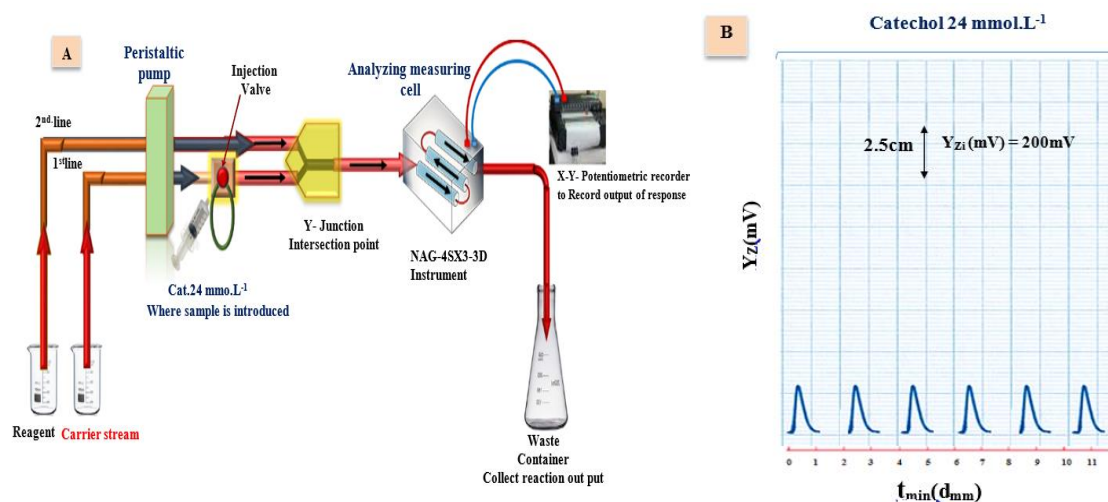 A
Peristaltic
pump
Injection
Valve
2nd.line
1stline
Analyzing measuring
cell
X-Y- Potentiometric recorder
to Record output of response
Y- Junction
Intersection point
NAG-4SX3-3D
Instrument
Cat.24 mmo.L-1
Where sample is introduced
Reagent
Carrier stream
Waste
Container
Collect reaction out put
B
Catechol 24 mmol.L-1
2.5cm
YZi (mV) = 200mV
YZ(mV)
0 1 2 3 4 5 6 7 8 9 10 11
tmin(dmm)